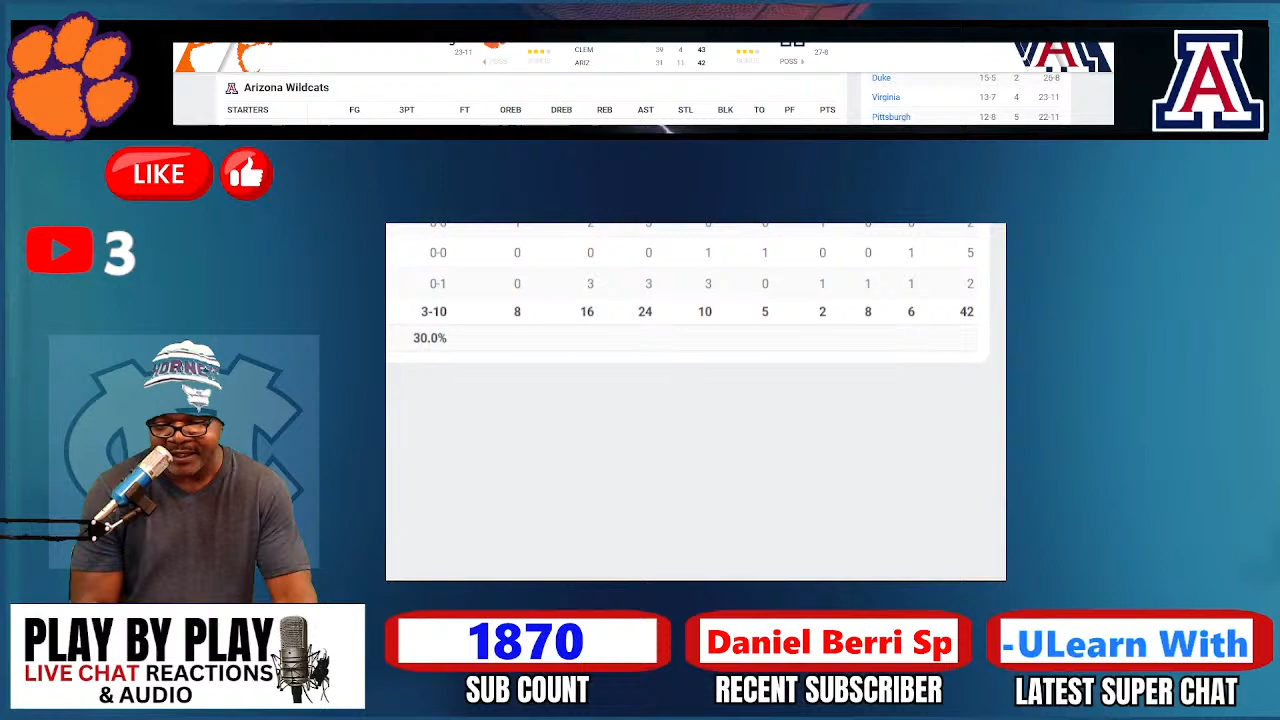 CLEM 39 4 43
23-11
ARIZ 31 11 42
POSS
27-8
A Arizona Wildcats
STARTERS FG 3PT FT OREB DREB REB AST STL BLK TO PF PTS
Duke 15-5 2 26-8
Virginia 13-7 4 23-11
Pittsburgh 12-8 5 22-11
A
LIKE
3
0-0 0 0 0 1 1 0 0 1 5
0-1 0 3 3 3 0 1 1 1 2
3-10 8 16 24 10 5 2 8 6 42
30.0%
HORNETS
PLAY BY PLAY
LIVE CHAT REACTIONS
& AUDIO
1870
SUB COUNT
Daniel Berri Sp
RECENT SUBSCRIBER
-ULearn With
LATEST SUPER CHAT